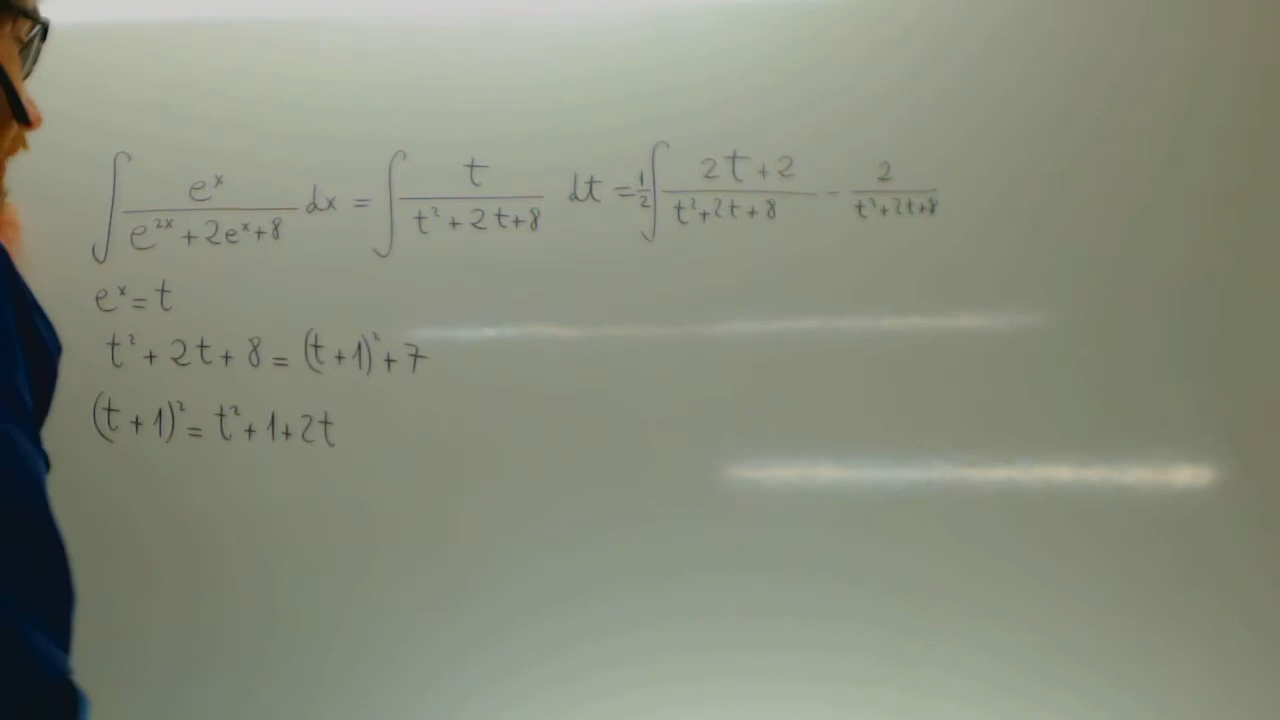 ∫ e^x / (e^{2x} + 2e^x + 8) dx = ∫ t / (t² + 2t + 8) dt = 1/2 ∫ (2t + 2) / (t² + 2t + 8) - 2 / (t² + 2t + 8)
e^x = t
t² + 2t + 8 = (t + 1)² + 7
(t + 1)² = t² + 1 + 2t